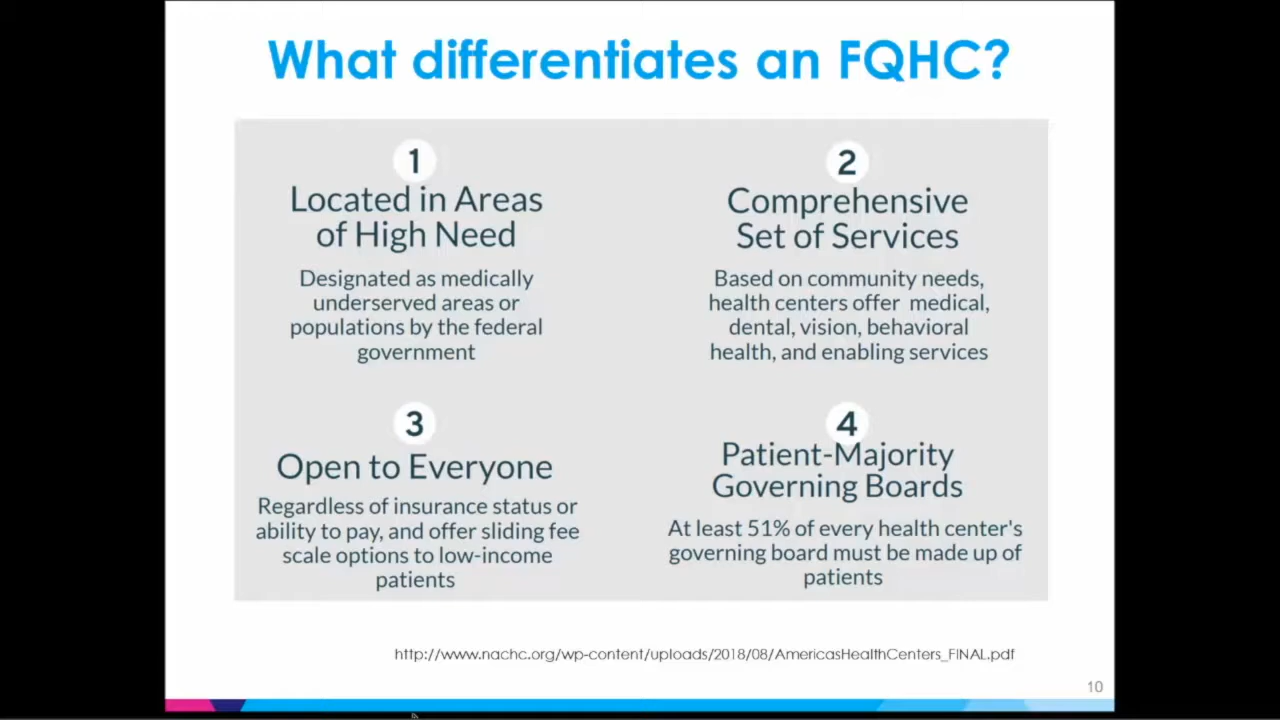 What differentiates an FQHC?
1
Located in Areas
of High Need
Designated as medically
underserved areas or
populations by the federal
government
2
Comprehensive
Set of Services
Based on community needs,
health centers offer medical,
dental, vision, behavioral
health, and enabling services
3
Open to Everyone
Regardless of insurance status or
ability to pay, and offer sliding fee
scale options to low-income
patients
4
Patient-Majority
Governing Boards
At least 51% of every health center's
governing board must be made up of
patients
http://www.nachc.org/wp-content/uploads/2018/08/AmericasHealthCenters_FINAL.pdf
10